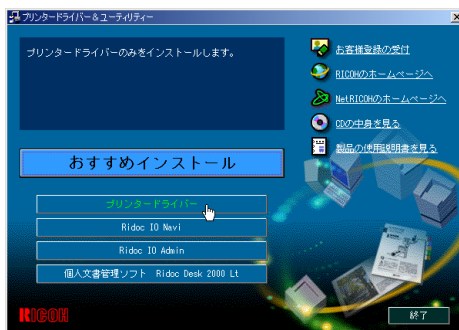 プリンタードライバー＆ユーティリティー
プリンタードライバーのみをインストールします。
お客様登録の受付
RICOHのホームページへ
NetRICOHのホームページへ
CDの中身を見る
製品の使用説明書を見る
おすすめインストール
プリンタードライバー
Ridoc IO Navi
Ridoc IO Admin
個人文書管理ソフト Ridoc Desk 2000 Lt
RICOH
終了